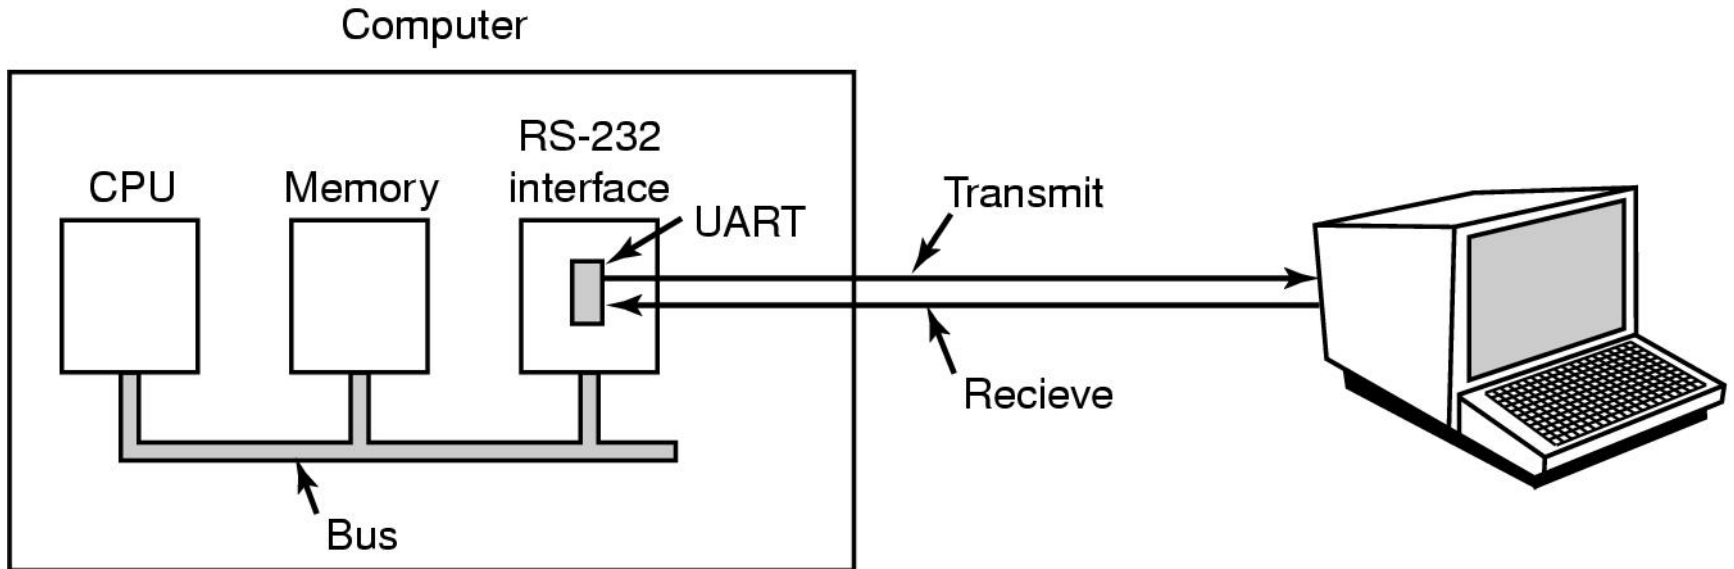 Computer
RS-232
CPU
Memory
interface
UART
Transmit
Recieve
Bus